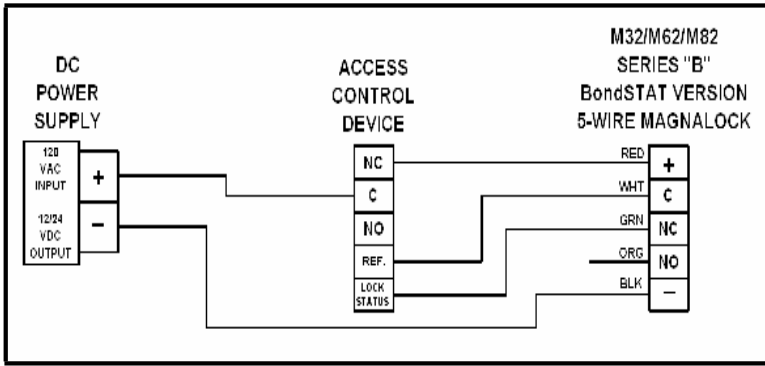 DC
POWER
SUPPLY
120
VAC
INPUT
+
12/24
VDC
OUTPUT
−
ACCESS
CONTROL
DEVICE
NC
C
NO
REF.
LOCK
STATUS
M32/M62/M82
SERIES "B"
BondSTAT VERSION
5-WIRE MAGNALOCK
RED +
WHT C
GRN NC
ORG NO
BLK −